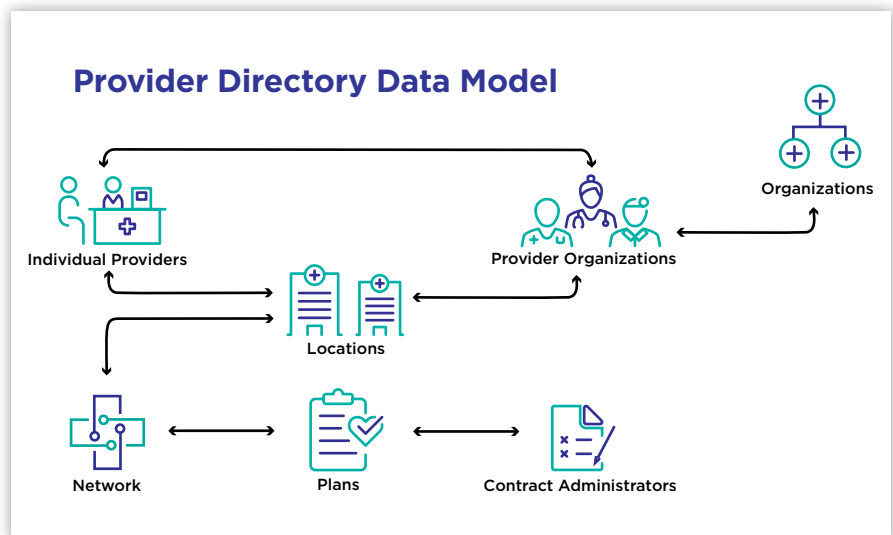 Provider Directory Data Model
Organizations
Individual Providers
Provider Organizations
Locations
Network
Plans
Contract Administrators